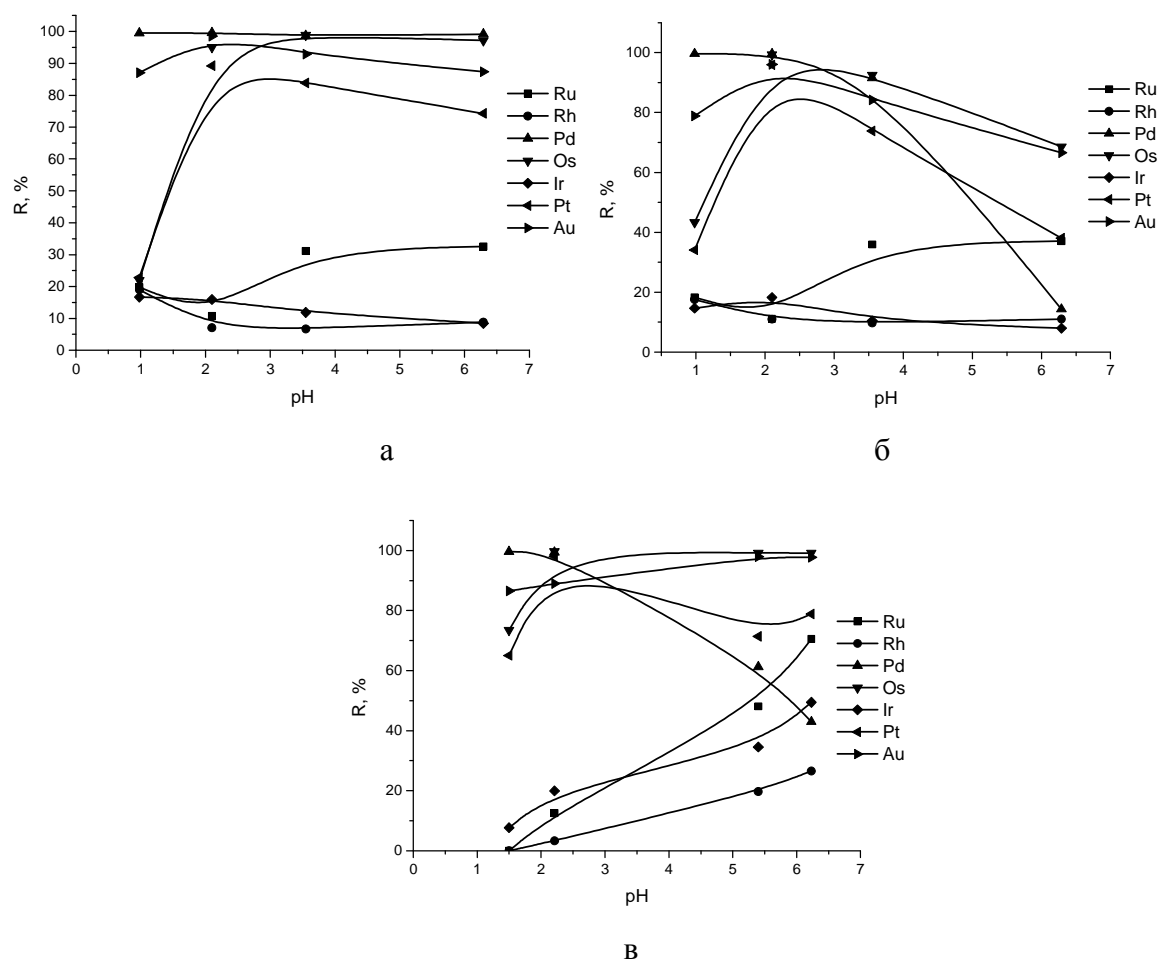 R, %
100
90
80
70
60
50
40
30
20
10
0
0 1 2 3 4 5 6 7
pH
Ru
Rh
Pd
Os
Ir
Pt
Au
а
R, %
100
80
60
40
20
0
1 2 3 4 5 6 7
pH
Ru
Rh
Pd
Os
Ir
Pt
Au
б
R, %
100
80
60
40
20
0
0 1 2 3 4 5 6 7
pH
Ru
Rh
Pd
Os
Ir
Pt
Au
в